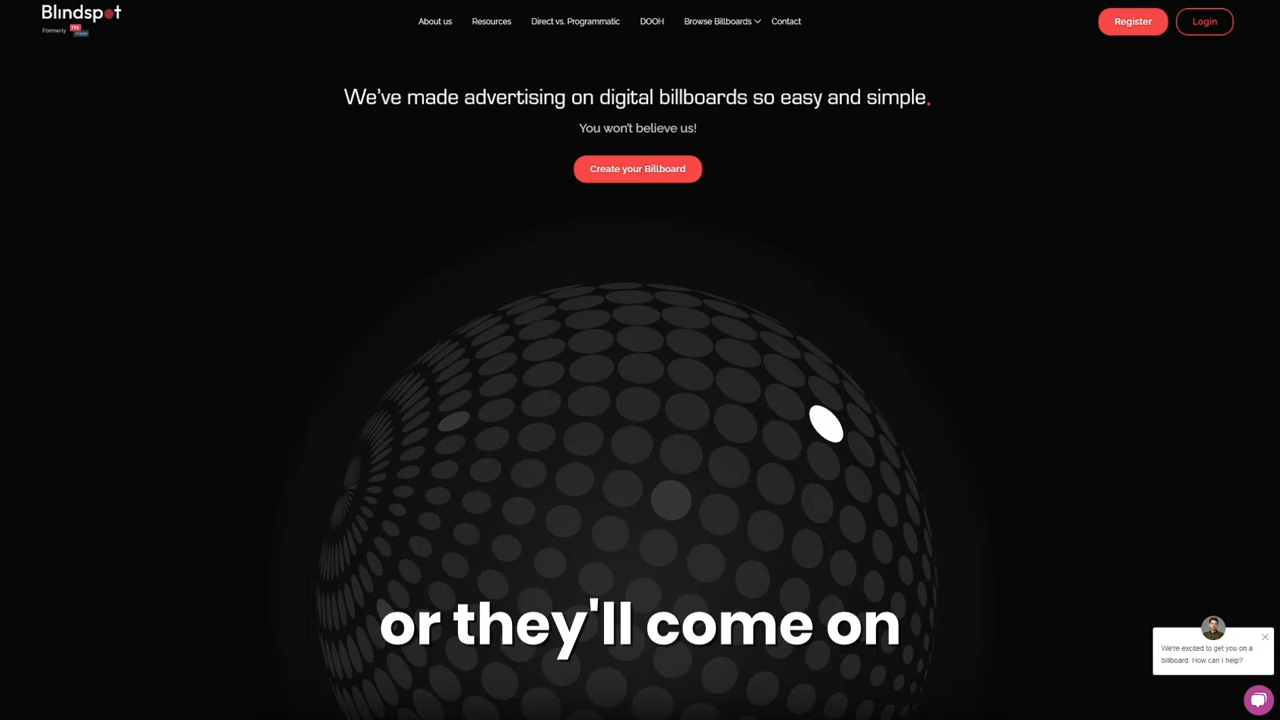 Blindspot
Formerly
About us
Resources
Direct vs. Programmatic
DOOH
Browse Billboards
Contact
Register
Login
We've made advertising on digital billboards so easy and simple.
You won't believe us!
Create your Billboard
or they'll come on
We're excited to get you on a
billboard. How can I help?